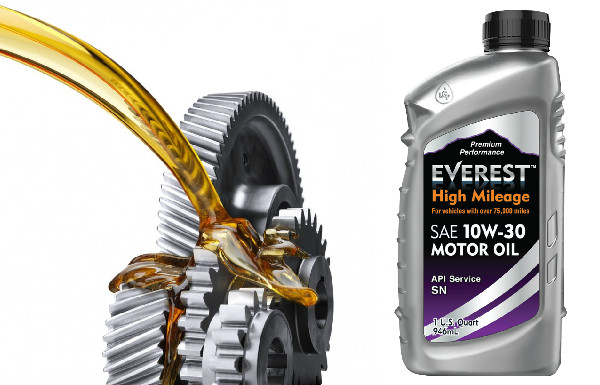 Premium
Performance
EVEREST™
High Mileage
For vehicles with over 75,000 miles
SAE 10W-30
MOTOR OIL
API Service
SN
1 U.S. Quart
946mL